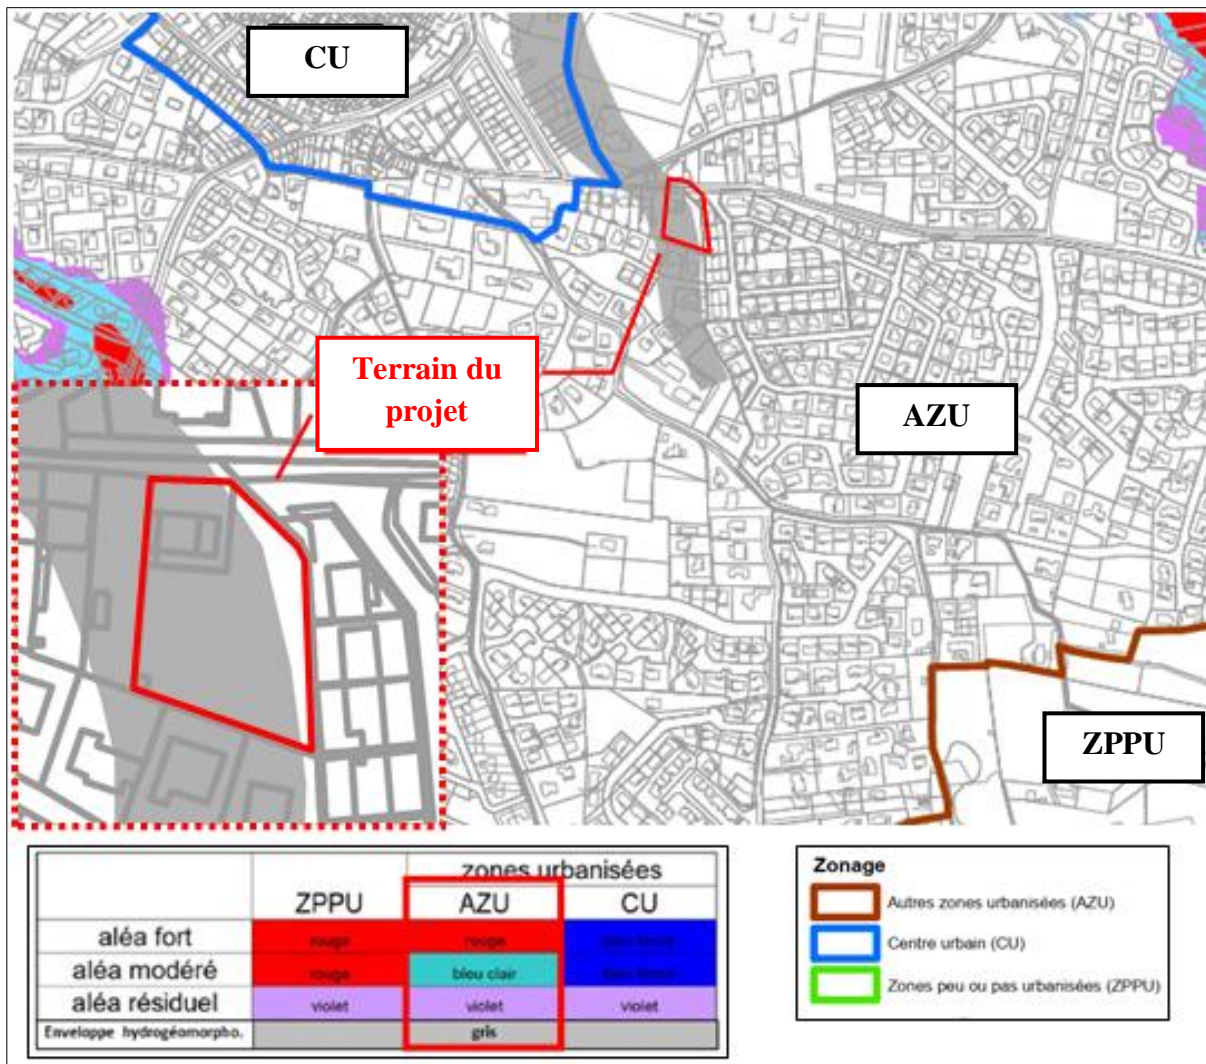 CU
Terrain du
projet
AZU
ZPPU
zones urbanisées
ZPPU AZU CU
aléa fort rouge rouge
aléa modéré rouge bleu clair
aléa résiduel violet violet violet
Enveloppe hydrogéomorpho. gris
Zonage
Autres zones urbanisées (AZU)
Centre urbain (CU)
Zones peu ou pas urbanisées (ZPPU)